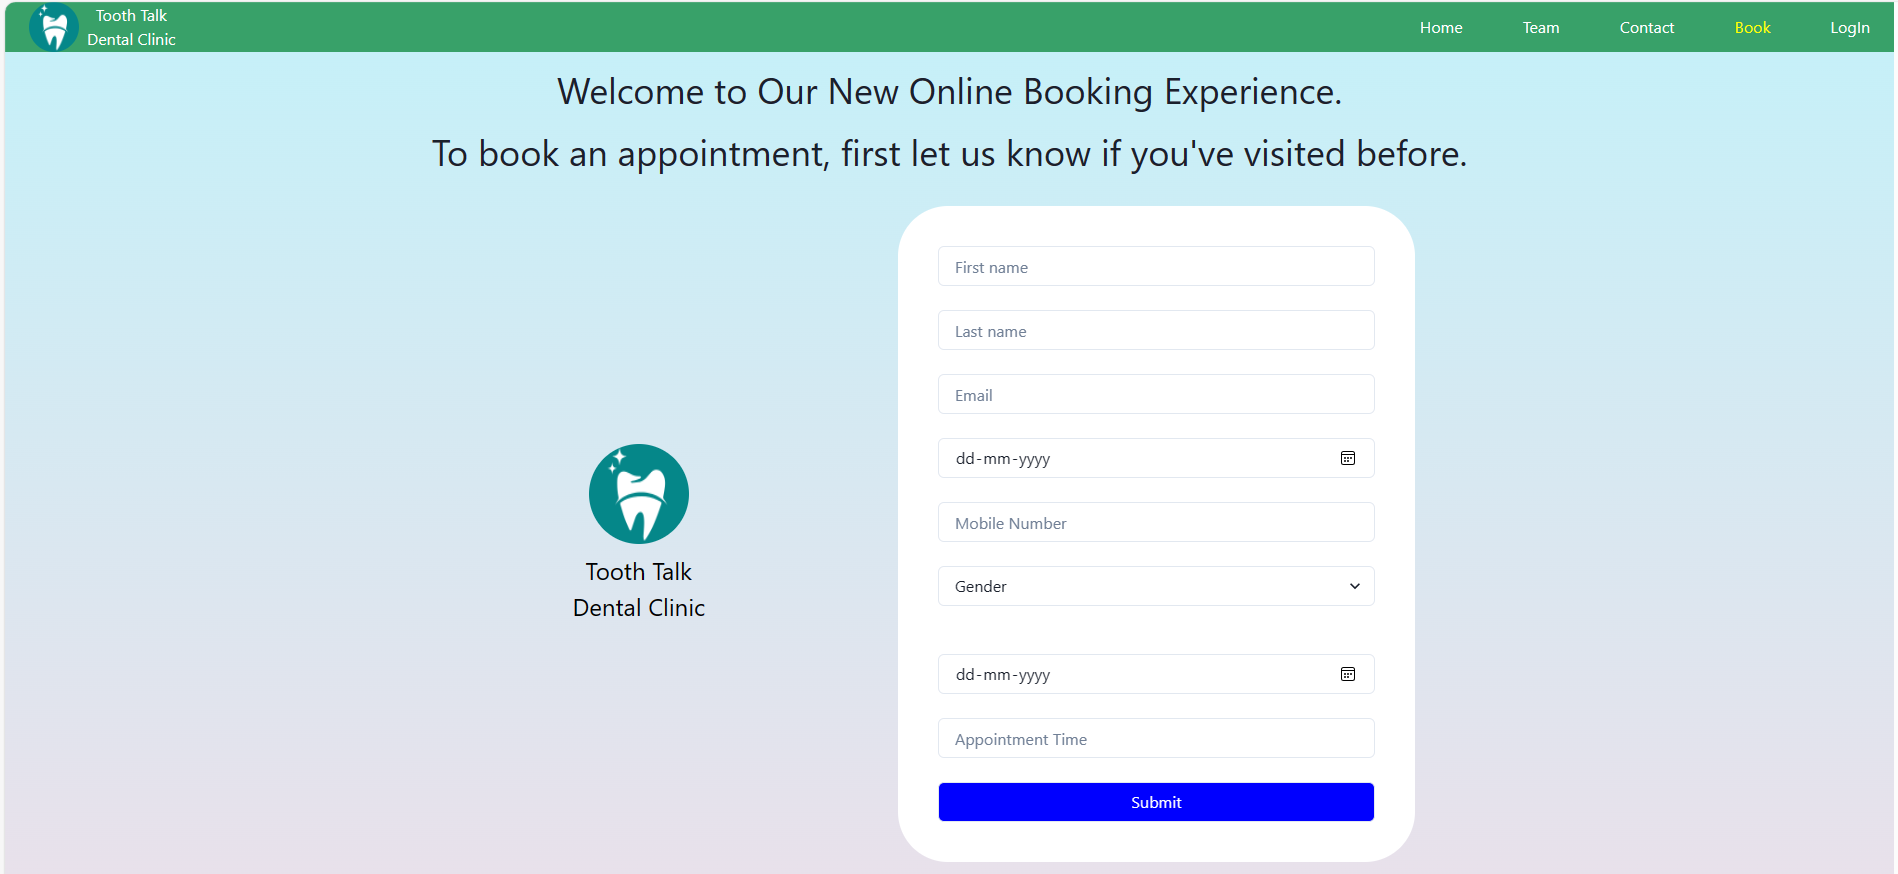 Tooth Talk
Dental Clinic
Home
Team
Contact
Book
LogIn
Welcome to Our New Online Booking Experience.
To book an appointment, first let us know if you've visited before.
Tooth Talk
Dental Clinic
First name
Last name
Email
dd-mm-yyyy
Mobile Number
Gender
dd-mm-yyyy
Appointment Time
Submit